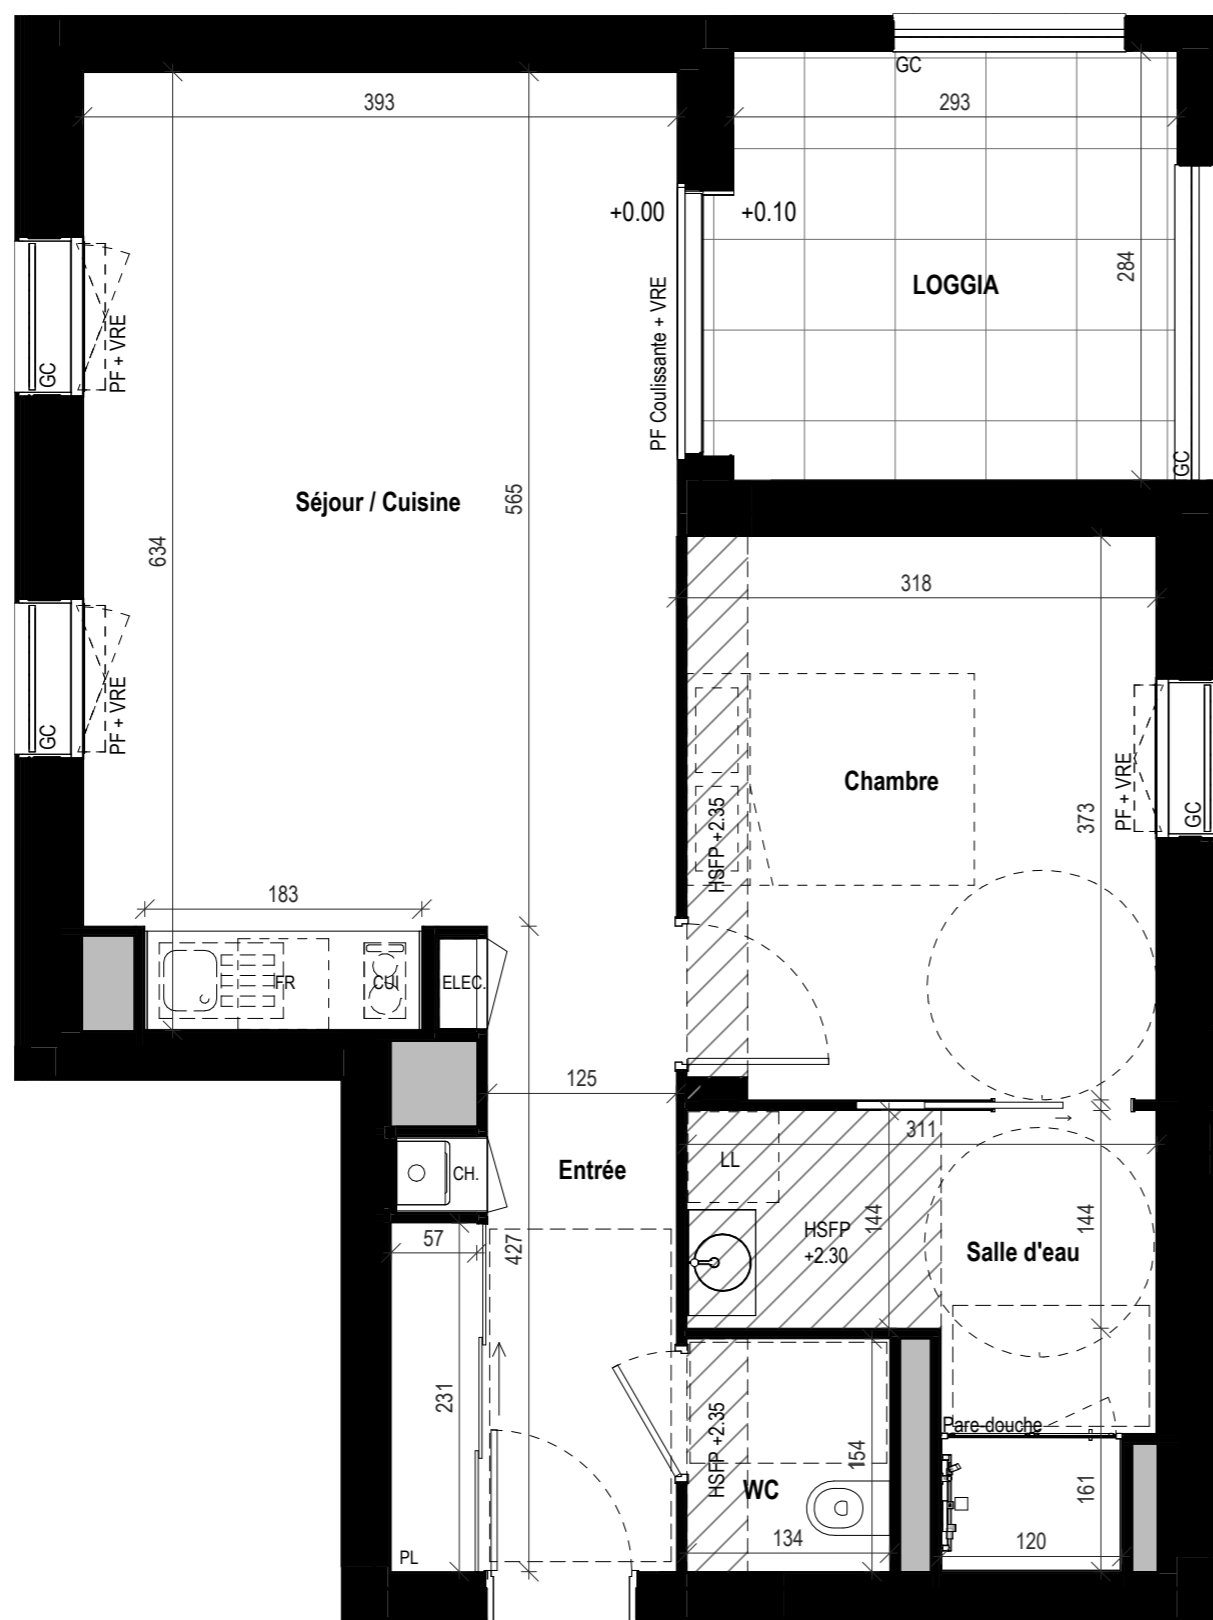 GC
393
293
+0.00
+0.10
LOGGIA
284
PF Coulissante + VRE
GC
PF + VRE
GC
Séjour / Cuisine
565
634
318
GC
PF + VRE
Chambre
HSFP +2.35
373
PF + VRE
GC
183
FR
CUI
ELEC.
125
311
LL
CH.
Entrée
57
427
144
HSFP
+2.30
144
Salle d'eau
231
HSFP +2.35
154
Pare-douche
WC
161
134
120
PL